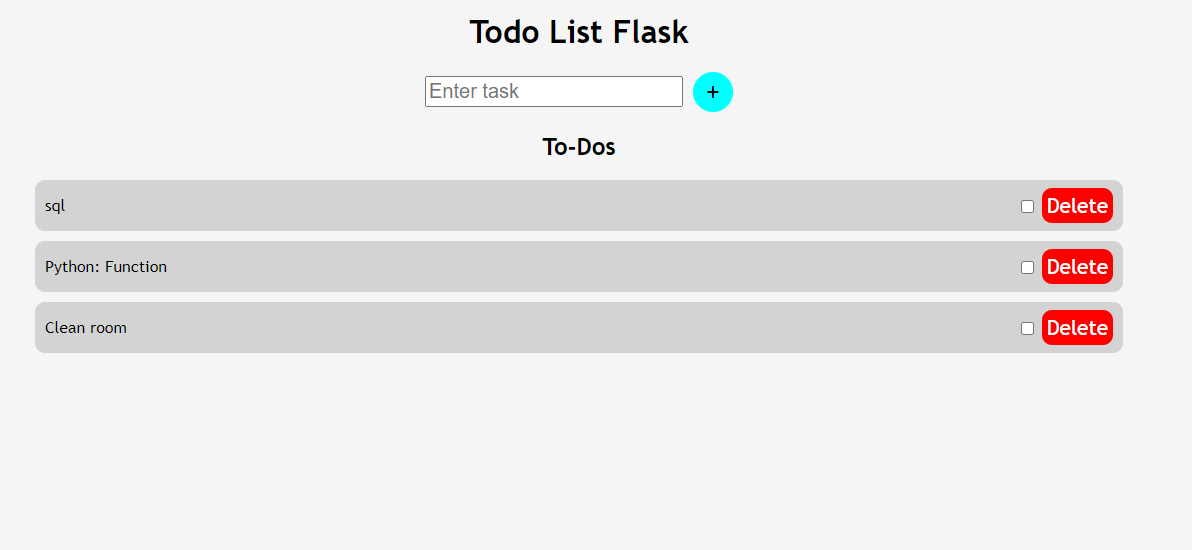 Todo List Flask
Enter task +
To-Dos
sql Delete
Python: Function Delete
Clean room Delete